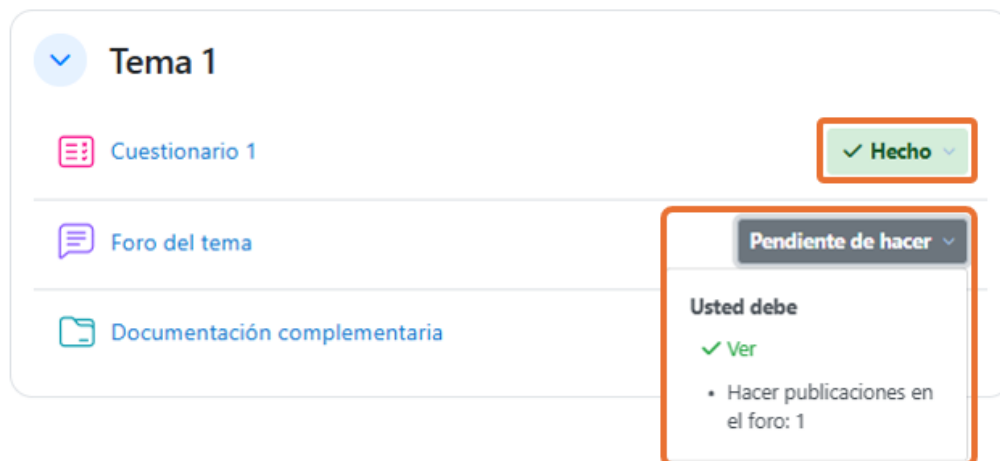 Tema 1
Cuestionario 1
Hecho
Foro del tema
Pendiente de hacer
Usted debe
Ver
Hacer publicaciones en
el foro: 1
Documentación complementaria